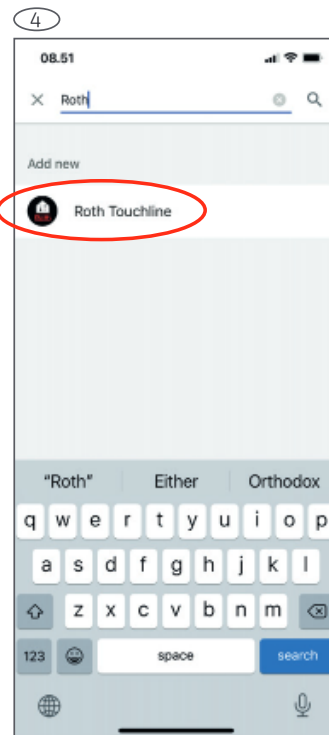 4
08.51
Roth
Add new
Roth Touchline
"Roth" Either Orthodox
q w e r t y u i o p
a s d f g h j k l
z x c v b n m
123 space search